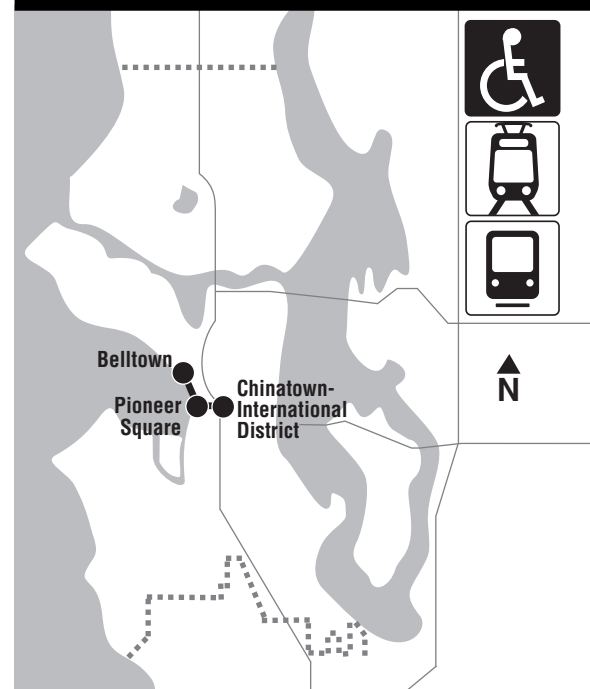 Belltown
Pioneer
Square
Chinatown-
International
District
N